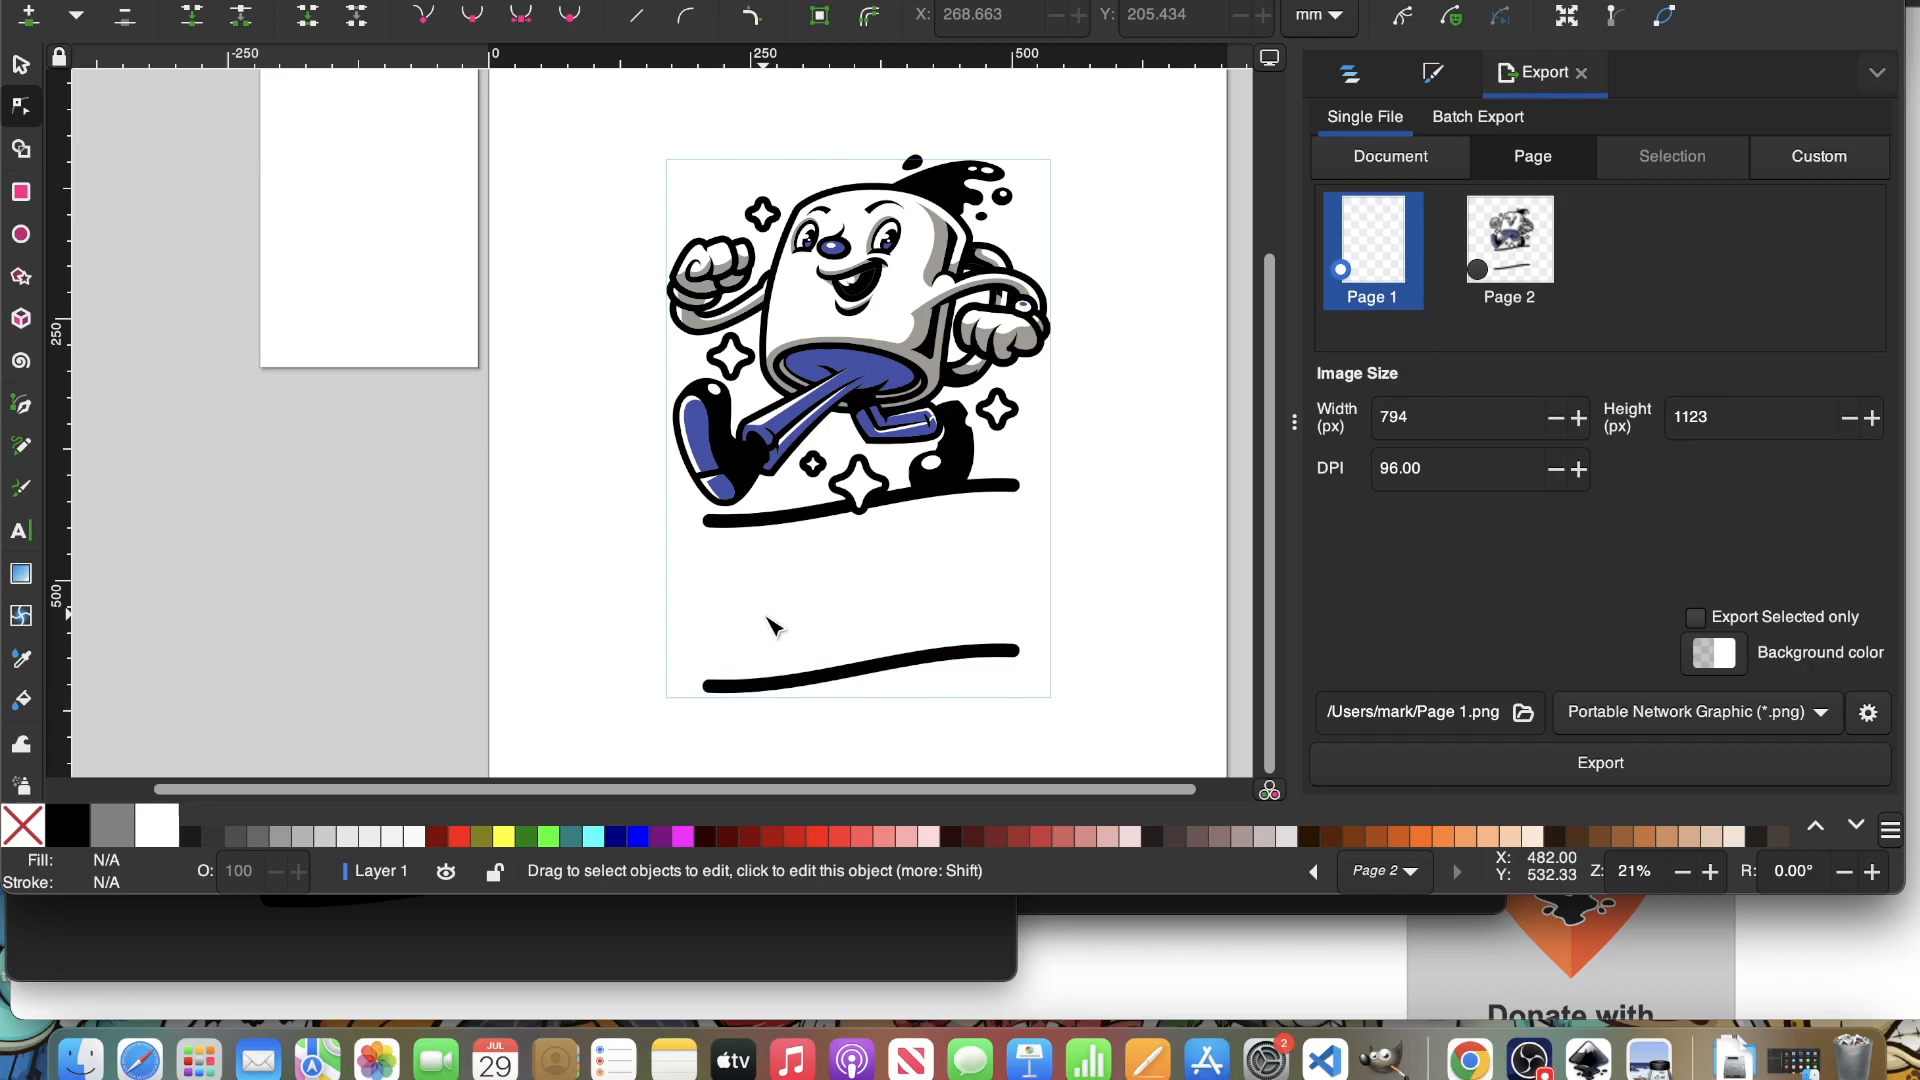 X: 268.663 Y: 205.434 mm
-250 0 250 500
250
500
Export
Single File Batch Export
Document Page Selection Custom
Page 1 Page 2
Image Size
Width (px) 794 Height (px) 1123
DPI 96.00
Export Selected only
Background color
/Users/mark/Page 1.png Portable Network Graphic (*.png)
Export
A
Fill: N/A
Stroke: N/A
O: 100
Layer 1
Drag to select objects to edit, click to edit this object (more: Shift)
Page 2
X: 482.00
Y: 532.33
Z: 21%
R: 0.00°
Donate with
JUL
29
tv
2